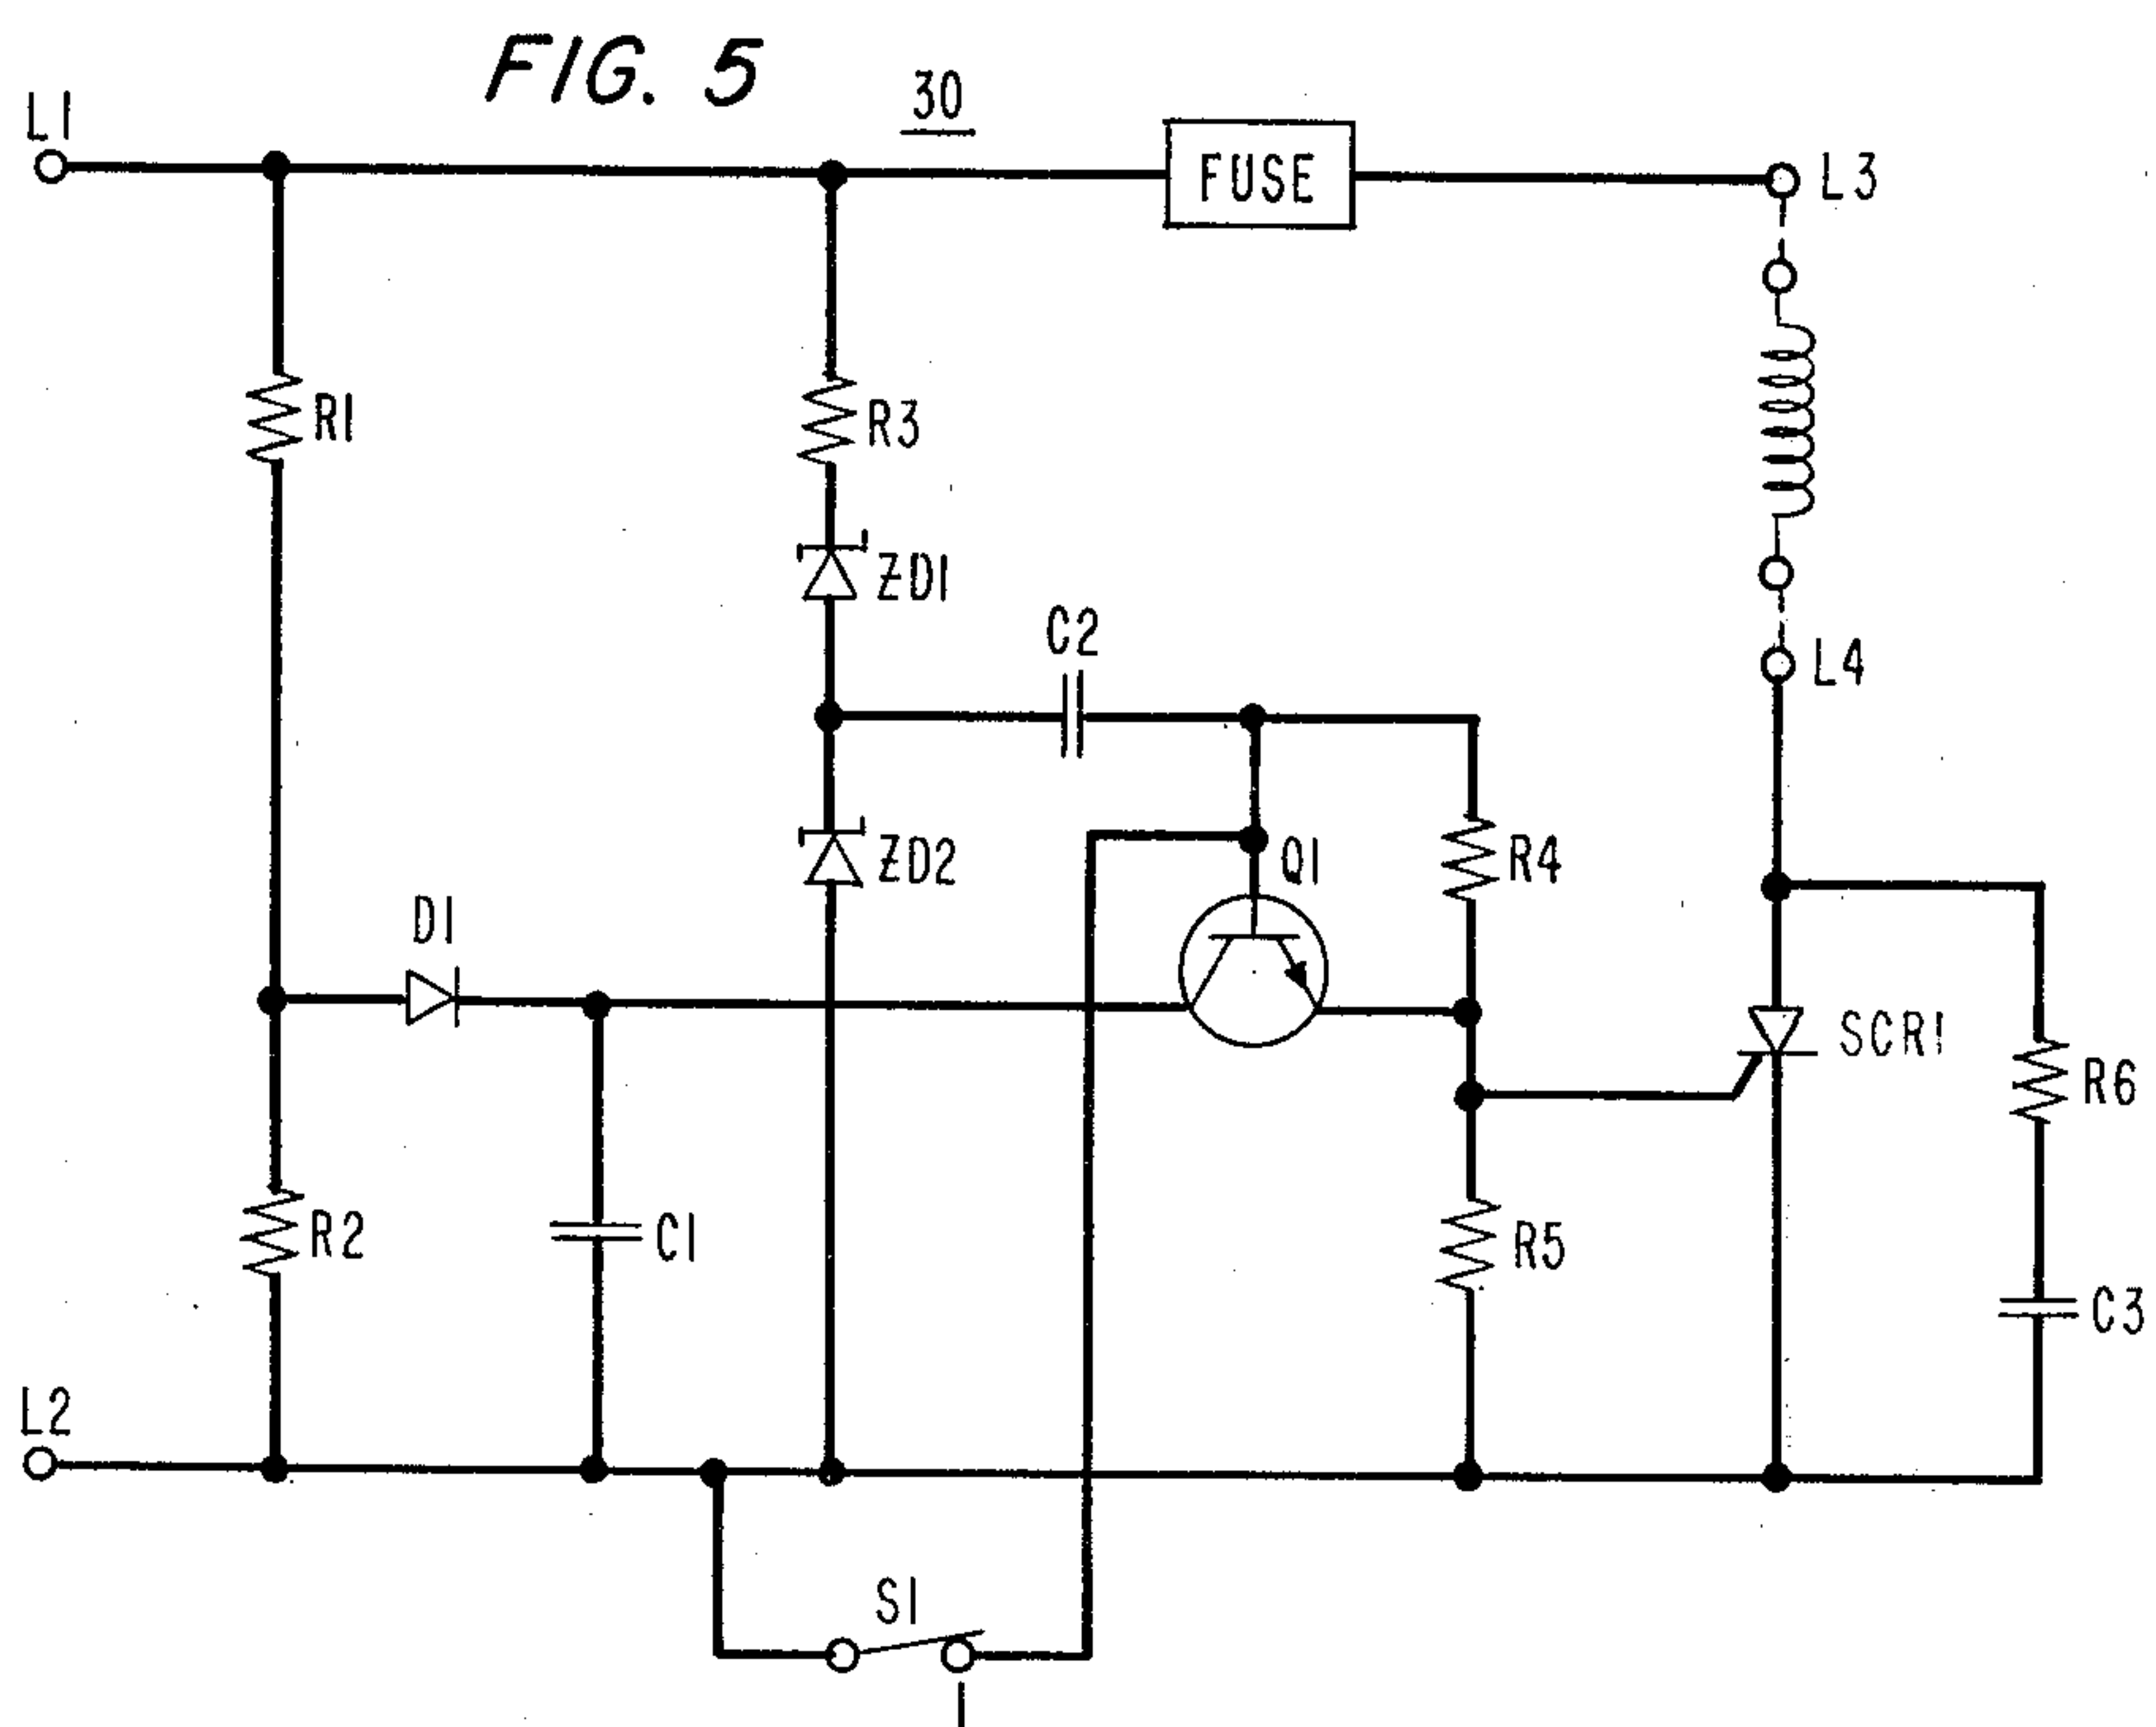 FIG. 5
30
L1
FUSE
L3
R1
R3
ZD1
C2
L4
ZD2
Q1
R4
D1
SCR1
R6
R2
C1
R5
C3
L2
S1